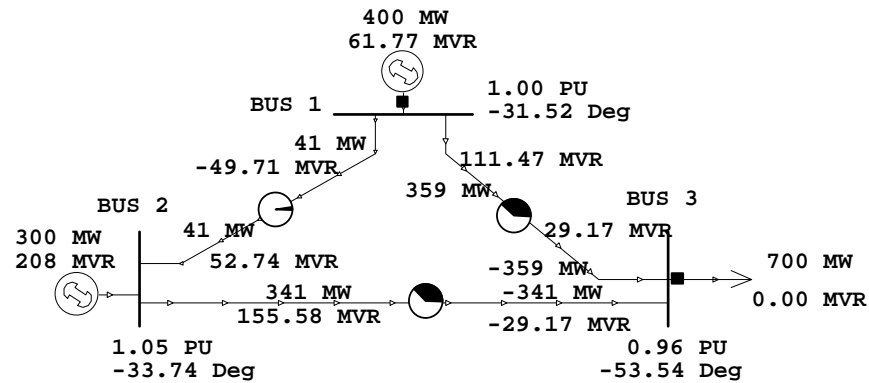 400 MW
61.77 MVR
BUS 1
1.00 PU
-31.52 Deg
41 MW
-49.71 MVR
111.47 MVR
359 MW
BUS 2
BUS 3
41 MW
52.74 MVR
29.17 MVR
-359 MW
300 MW
208 MVR
341 MW
155.58 MVR
-341 MW
-29.17 MVR
700 MW
0.00 MVR
1.05 PU
-33.74 Deg
0.96 PU
-53.54 Deg